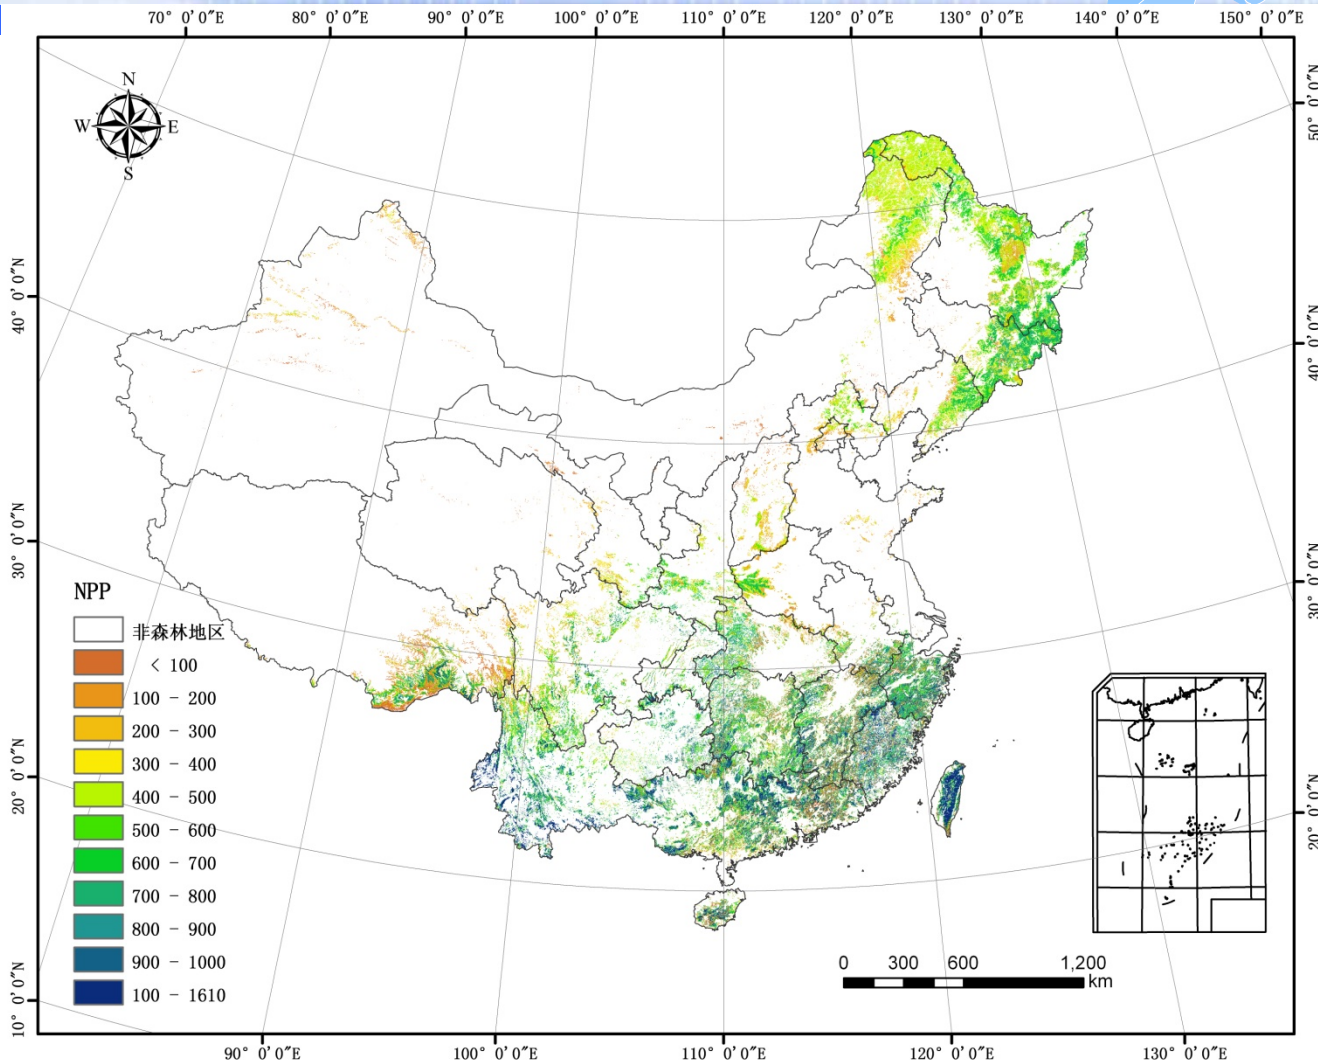 70° 0'0"E 80° 0'0"E 90° 0'0"E 100° 0'0"E 110° 0'0"E 120° 0'0"E 130° 0'0"E 140° 0'0"E 150° 0'0"E
N
W E
S
50° 0'0"N
40° 0'0"N
40° 0'0"N
30° 0'0"N
30° 0'0"N
20° 0'0"N
20° 0'0"N
10° 0'0"N
NPP
非森林地区
< 100
100 - 200
200 - 300
300 - 400
400 - 500
500 - 600
600 - 700
700 - 800
800 - 900
900 - 1000
100 - 1610
0 300 600 1,200
km
90° 0'0"E 100° 0'0"E 110° 0'0"E 120° 0'0"E 130° 0'0"E